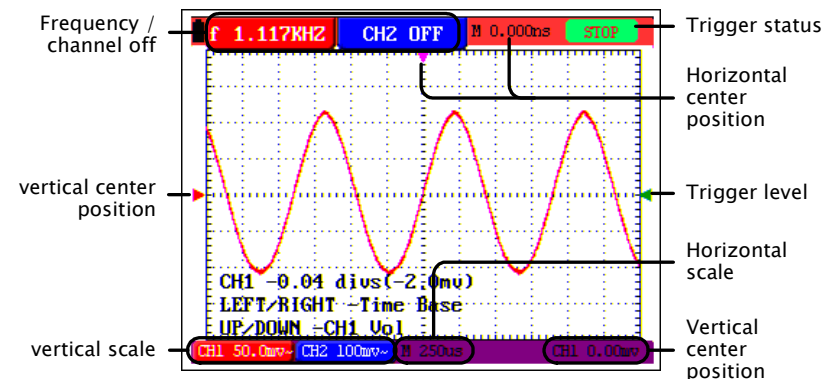 Frequency /
channel off
f 1.117KHZ
CH2 OFF
M 0.000ns
STOP
Trigger status
Horizontal
center
position
vertical center
position
Trigger level
Horizontal
scale
CH1 -0.04 divs(-2.0mv)
LEFT/RIGHT -Time Base
UP/DOWN -CH1 Vol
vertical scale
CH1 50.0mv~
CH2 100mv~
M 250us
CH1 0.00mv
Vertical
center
position